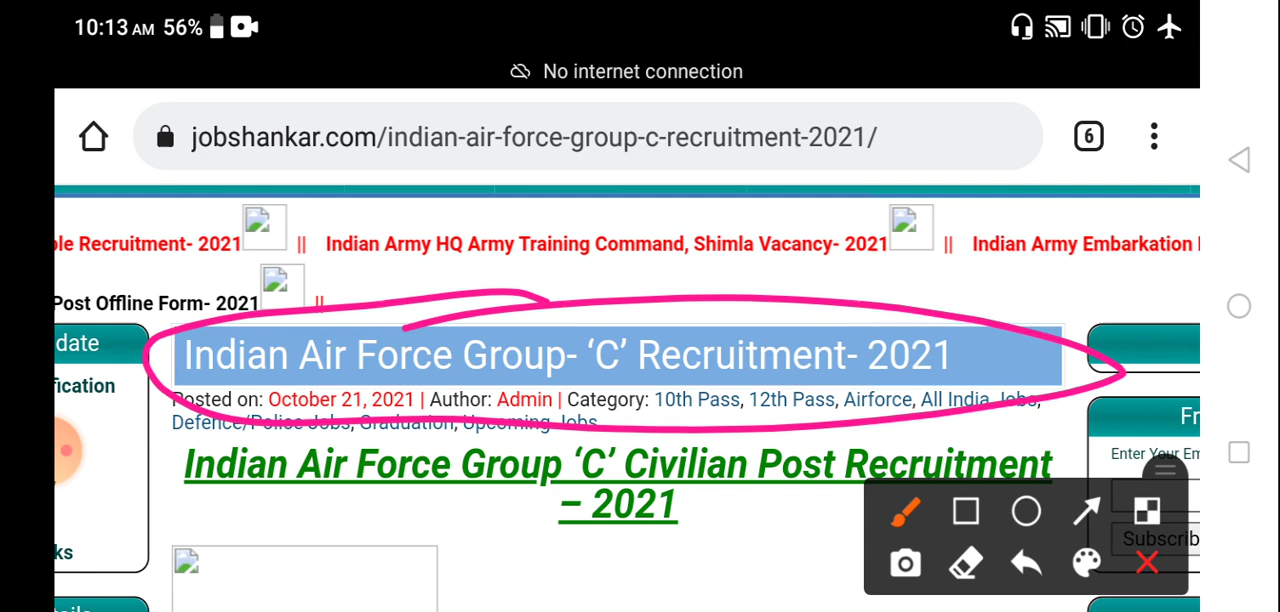 10:13 AM 56%
No internet connection
jobshankar.com/indian-air-force-group-c-recruitment-2021/
6
ple Recruitment- 2021 || Indian Army HQ Army Training Command, Shimla Vacancy- 2021 || Indian Army Embarkation
Post Offline Form- 2021 ||
date
Indian Air Force Group- ‘C’ Recruitment- 2021
fication
Posted on: October 21, 2021 | Author: Admin | Category: 10th Pass, 12th Pass, Airforce, All India Jobs,
Defence/Police Jobs, Graduation, Upcoming Jobs
Fr
Enter Your Em
Indian Air Force Group ‘C’ Civilian Post Recruitment
– 2021
Subscrib
ks